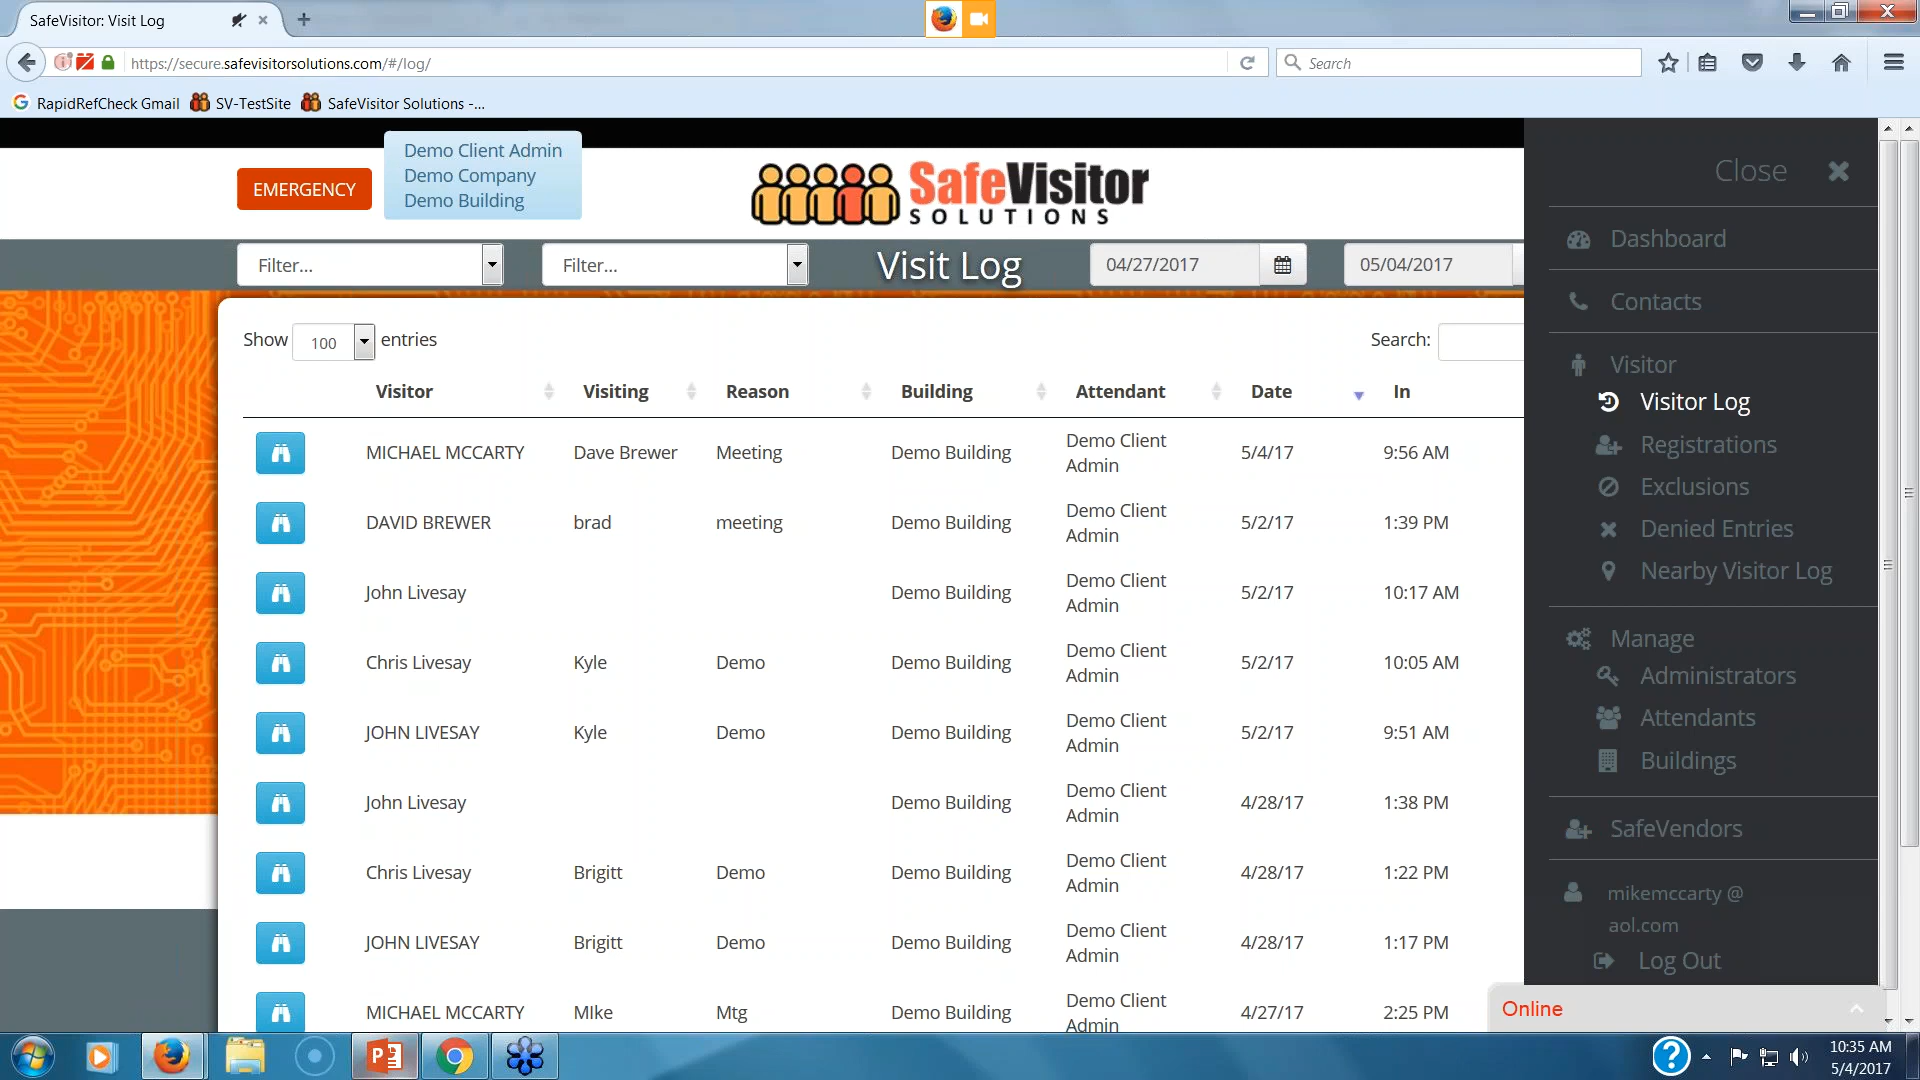 SafeVisitor: Visit Log
https://secure.safevisitorsolutions.com/#/log/
Search
RapidRefCheck Gmail
SV-TestSite
SafeVisitor Solutions -...
EMERGENCY
Demo Client Admin
Demo Company
Demo Building
SafeVisitor
SOLUTIONS
Filter...
Filter...
Visit Log
04/27/2017
05/04/2017
Show 100 entries
Search:
Visitor Visiting Reason Building Attendant Date In
MICHAEL MCCARTY Dave Brewer Meeting Demo Building Demo Client Admin 5/4/17 9:56 AM
DAVID BREWER brad meeting Demo Building Demo Client Admin 5/2/17 1:39 PM
John Livesay Demo Building Demo Client Admin 5/2/17 10:17 AM
Chris Livesay Kyle Demo Demo Building Demo Client Admin 5/2/17 10:05 AM
JOHN LIVESAY Kyle Demo Demo Building Demo Client Admin 5/2/17 9:51 AM
John Livesay Demo Building Demo Client Admin 4/28/17 1:38 PM
Chris Livesay Brigitt Demo Demo Building Demo Client Admin 4/28/17 1:22 PM
JOHN LIVESAY Brigitt Demo Demo Building Demo Client Admin 4/28/17 1:17 PM
MICHAEL MCCARTY MIke Mtg Demo Building Demo Client Admin 4/27/17 2:25 PM
Close
Dashboard
Contacts
Visitor
Visitor Log
Registrations
Exclusions
Denied Entries
Nearby Visitor Log
Manage
Administrators
Attendants
Buildings
SafeVendors
mikemccarty @
aol.com
Log Out
Online
10:35 AM
5/4/2017